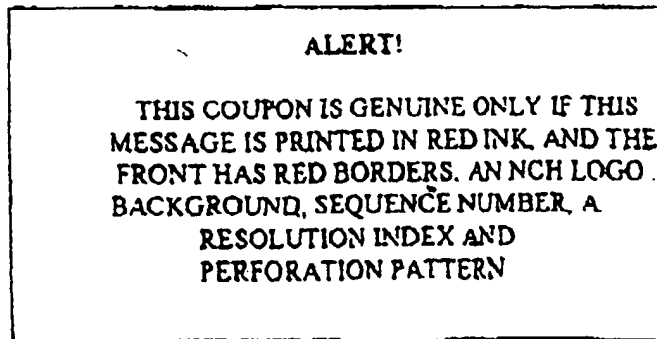 ALERT!
THIS COUPON IS GENUINE ONLY IF THIS
MESSAGE IS PRINTED IN RED INK, AND THE
FRONT HAS RED BORDERS. AN NCH LOGO
BACKGROUND, SEQUENCE NUMBER, A
RESOLUTION INDEX AND
PERFORATION PATTERN